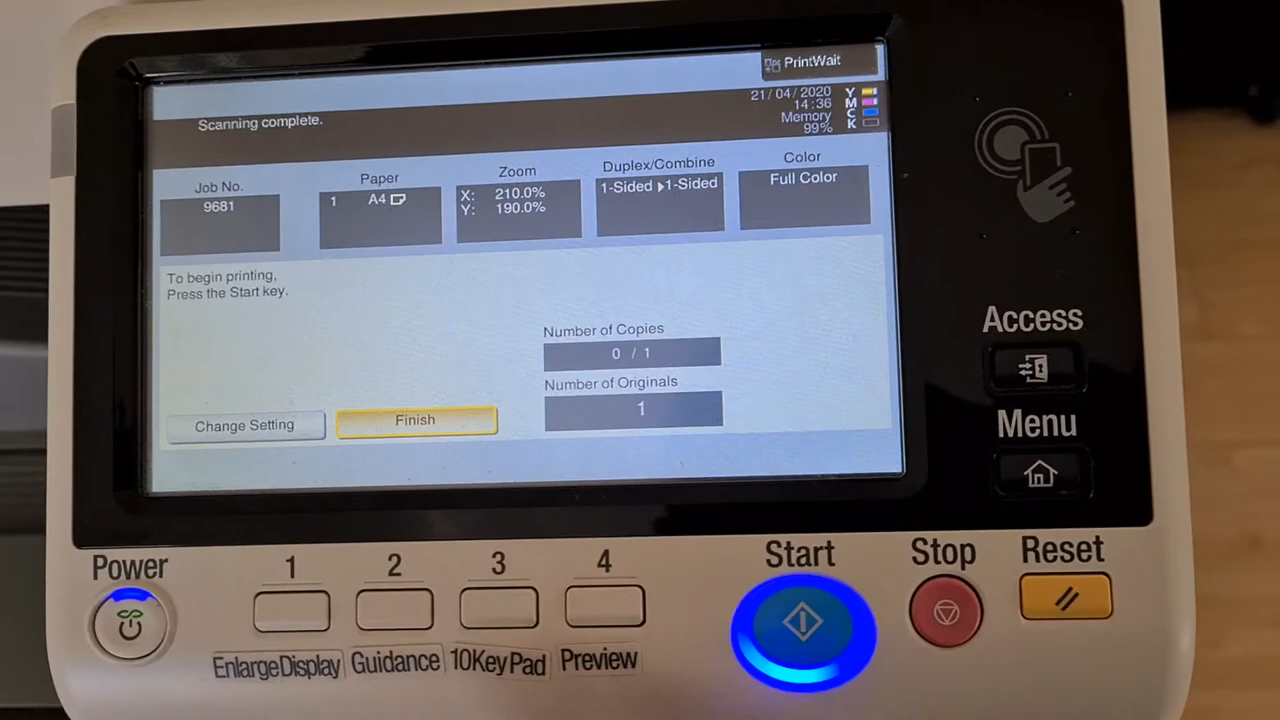 PrintWait
21/04/2020 Y
14:36 M
Memory C
99% K
Scanning complete.
Job No.
9681
Paper
1 A4
Zoom
X: 210.0%
Y: 190.0%
Duplex/Combine
1-Sided ▶1-Sided
Color
Full Color
To begin printing,
Press the Start key.
Number of Copies
0 / 1
Number of Originals
1
Change Setting
Finish
Access
Menu
Power
1
2
3
4
Start
Stop
Reset
EnlargeDisplay
Guidance
10KeyPad
Preview